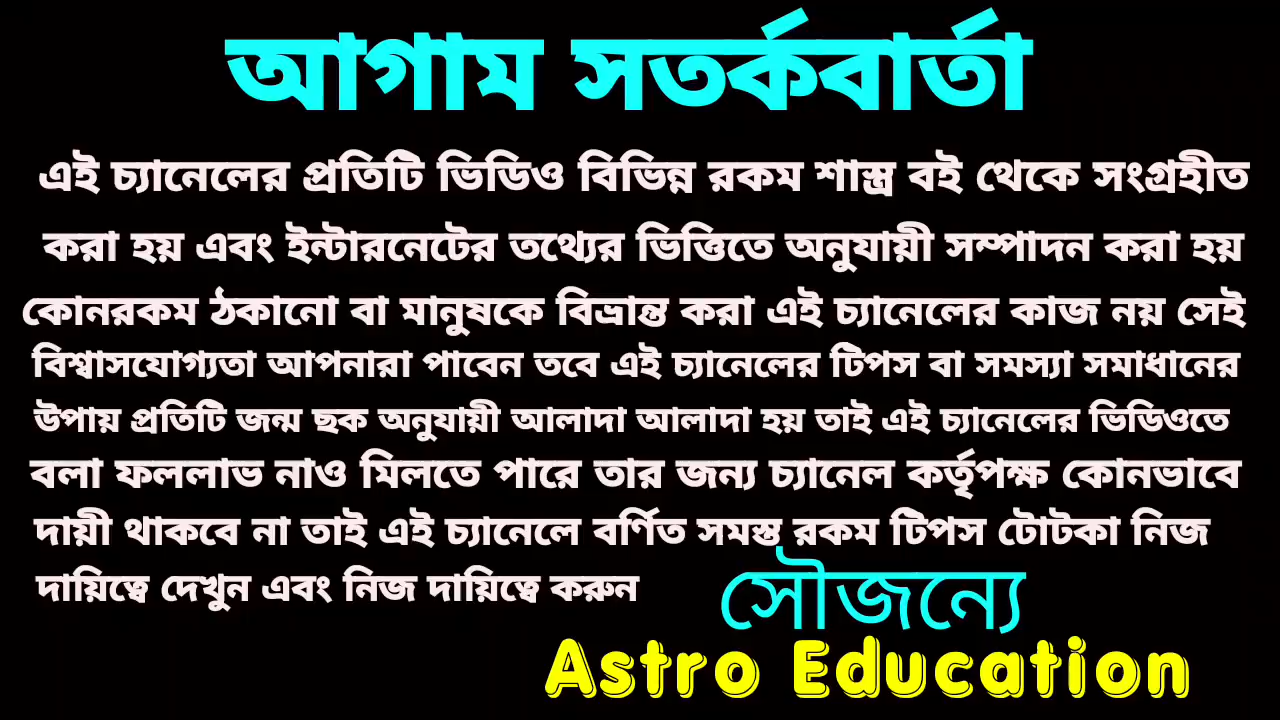 আগাম সতর্কবার্তা
এই চ্যানেলের প্রতিটি ভিডিও বিভিন্ন রকম শাস্ত্র বই থেকে সংগ্রহীত
করা হয় এবং ইন্টারনেটের তথ্যের ভিত্তিতে অনুযায়ী সম্পাদন করা হয়
কোনরকম ঠকানো বা মানুষকে বিভ্রান্ত করা এই চ্যানেলের কাজ নয় সেই
বিশ্বাসযোগ্যতা আপনারা পাবেন তবে এই চ্যানেলের টিপস বা সমস্যা সমাধানের
উপায় প্রতিটি জন্ম ছক অনুযায়ী আলাদা আলাদা হয় তাই এই চ্যানেলের ভিডিওতে
বলা ফললাভ নাও মিলতে পারে তার জন্য চ্যানেল কর্তৃপক্ষ কোনভাবে
দায়ী থাকবে না তাই এই চ্যানেলে বর্ণিত সমস্ত রকম টিপস টোটকা নিজ
দায়িত্বে দেখুন এবং নিজ দায়িত্বে করুন
সৌজন্যে
Astro Education